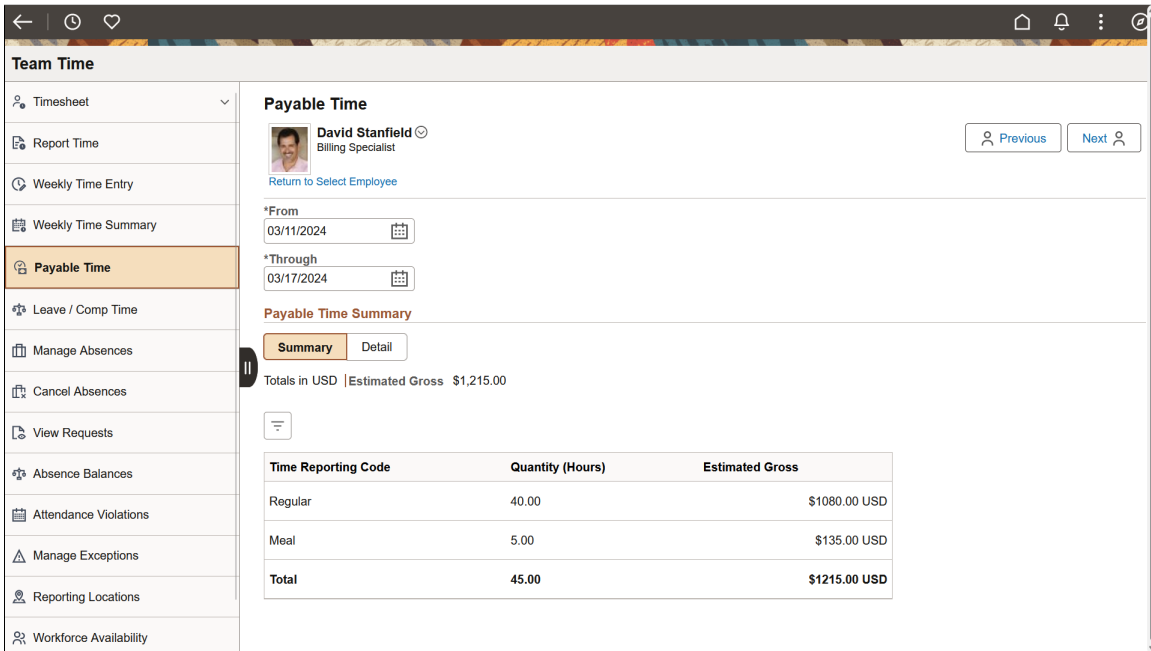 Team Time
Timesheet
Report Time
Weekly Time Entry
Weekly Time Summary
Payable Time
Leave / Comp Time
Manage Absences
Cancel Absences
View Requests
Absence Balances
Attendance Violations
Manage Exceptions
Reporting Locations
Workforce Availability
Payable Time
David Stanfield
Billing Specialist
Previous
Next
Return to Select Employee
*From
03/11/2024
*Through
03/17/2024
Payable Time Summary
Summary Detail
Totals in USD | Estimated Gross $1,215.00
Time Reporting Code Quantity (Hours) Estimated Gross
Regular 40.00 $1080.00 USD
Meal 5.00 $135.00 USD
Total 45.00 $1215.00 USD